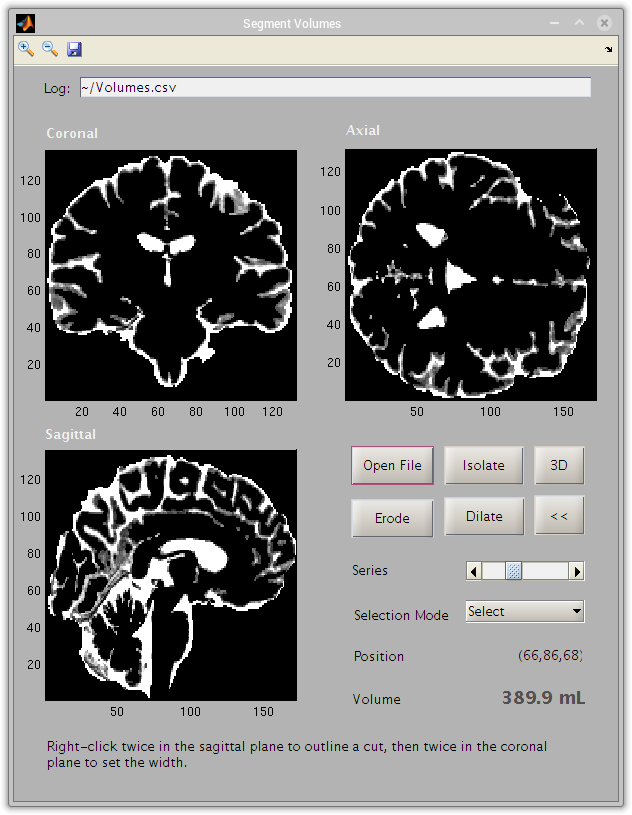 Segment Volumes
Log: ~/Volumes.csv
Coronal
120
100
80
60
40
20
20 40 60 80 100 120
Axial
120
100
80
60
40
20
50 100 150
Sagittal
120
100
80
60
40
20
50 100 150
Open File Isolate 3D
Erode Dilate <<
Series
Selection Mode Select
Position (66,86,68)
Volume 389.9 mL
Right-click twice in the sagittal plane to outline a cut, then twice in the coronal
plane to set the width.